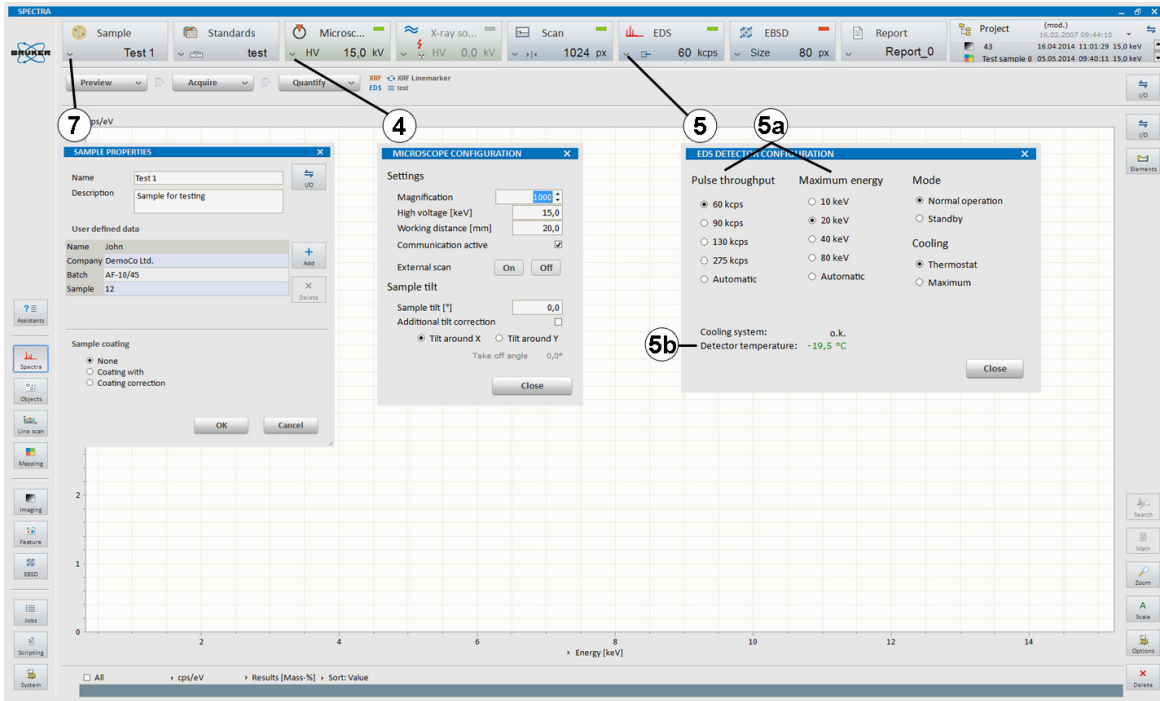 SPECTRA
BRUKER
Sample
Test 1
Standards
test
Microsc...
HV 15,0 kV
X-ray so...
HV 0,0 kV
Scan
1024 px
EDS
60 kcps
EBSD
Size 80 px
Report
Report_0
Project
(mod.)
16.02.2007 09:44:10
43 16.04.2014 11:01:29 15,0 keV
Test sample 0 05.05.2014 09:40:11 15,0 keV
Preview
Acquire
Quantify
XRF XRF Linemarker
EDS test
I/O
7
4
5
5a
ps/eV
I/O
Elements
SAMPLE PROPERTIES
Name Test 1
Description Sample for testing
I/O
User defined data
Name John
Company DemoCo Ltd.
Batch AF-10/45
Sample 12
Add
Delete
Sample coating
None
Coating with
Coating correction
OK Cancel
MICROSCOPE CONFIGURATION
Settings
Magnification 1000
High voltage [keV] 15,0
Working distance [mm] 20,0
Communication active
External scan On Off
Sample tilt
Sample tilt [°] 0,0
Additional tilt correction
Tilt around X Tilt around Y
Take off angle 0,0°
Close
EDS DETECTOR CONFIGURATION
Pulse throughput Maximum energy Mode
60 kcps 10 keV Normal operation
90 kcps 20 keV Standby
130 kcps 40 keV Cooling
275 kcps 80 keV Thermostat
Automatic Automatic Maximum
Cooling system: o.k.
5b
Detector temperature: -19,5 °C
Close
? Assistants
Spectra
Objects
Line scan
Mapping
Imaging
Feature
EBSD
Jobs
Scripting
System
2
1
0
2 4 6 8 10 12 14
Energy [keV]
Search
Math
Zoom
A
Scale
Options
Delete
All cps/eV Results [Mass-%] Sort: Value